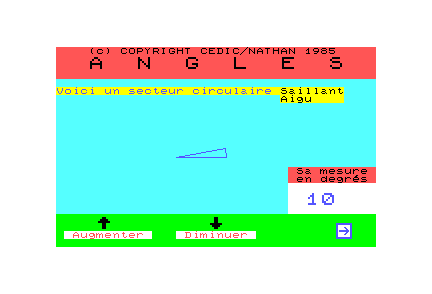 (c) COPYRIGHT CEDIC/NATHAN 1985
A N G L E S
Voici un secteur circulaire Saillant
Aigu
Sa mesure
en degrés
10
Augmenter Diminuer